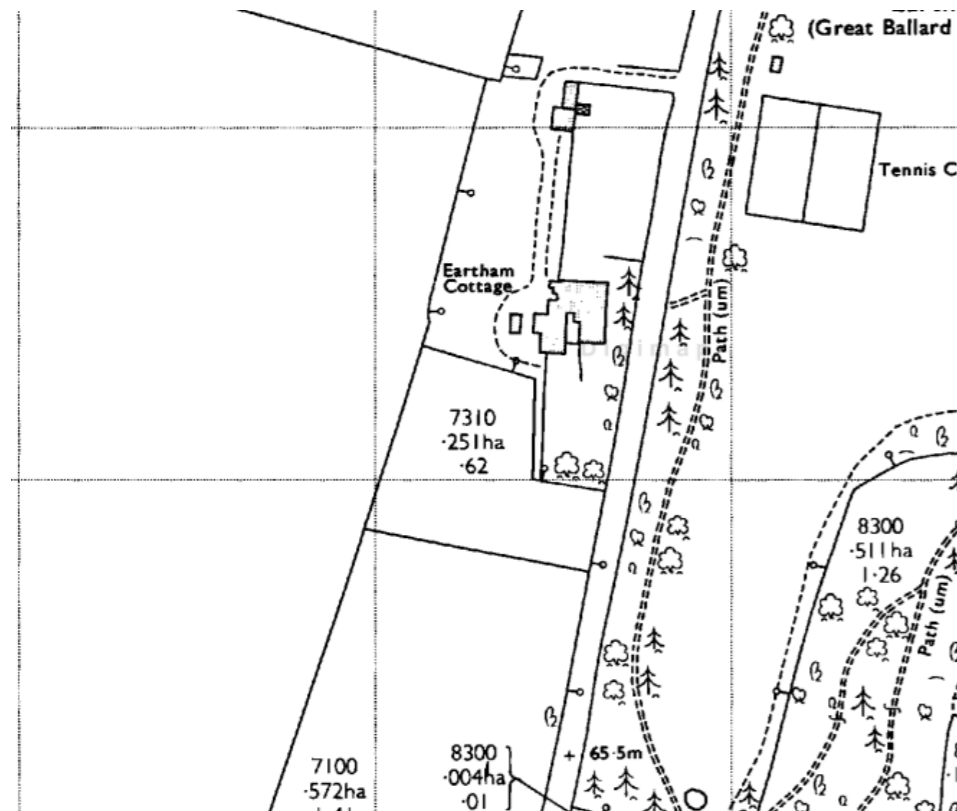 (Great Ballard
Tennis C
Eartham
Cottage
Path (um)
7310
·251ha
·62
8300
·511ha
1·26
Path (um)
65·5m
8300
·004ha
·01
7100
·572ha
digimap